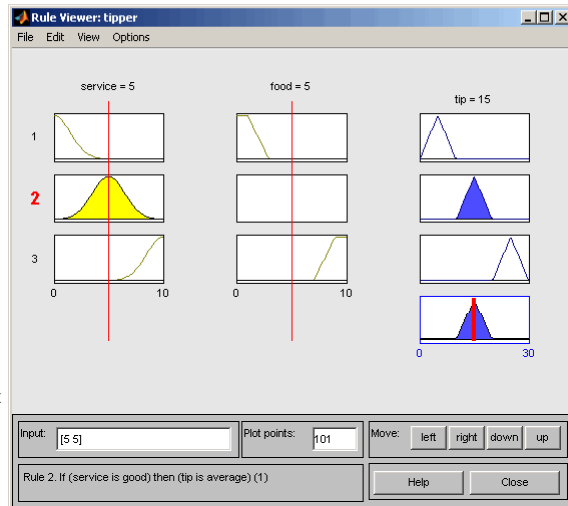 Rule Viewer: tipper
File Edit View Options
service = 5 food = 5 tip = 15
1
2
3
0 10 0 10
0 30
Input: [5 5] Plot points: 101 Move: left right down up
Rule 2. If (service is good) then (tip is average) (1) Help Close